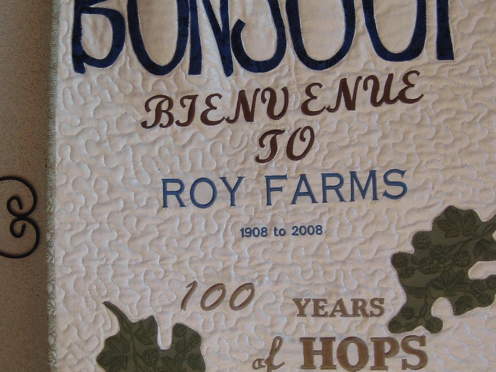 BONJOUR
BIENVENUE
TO
ROY FARMS
1908 to 2008
100 YEARS
of HOPS